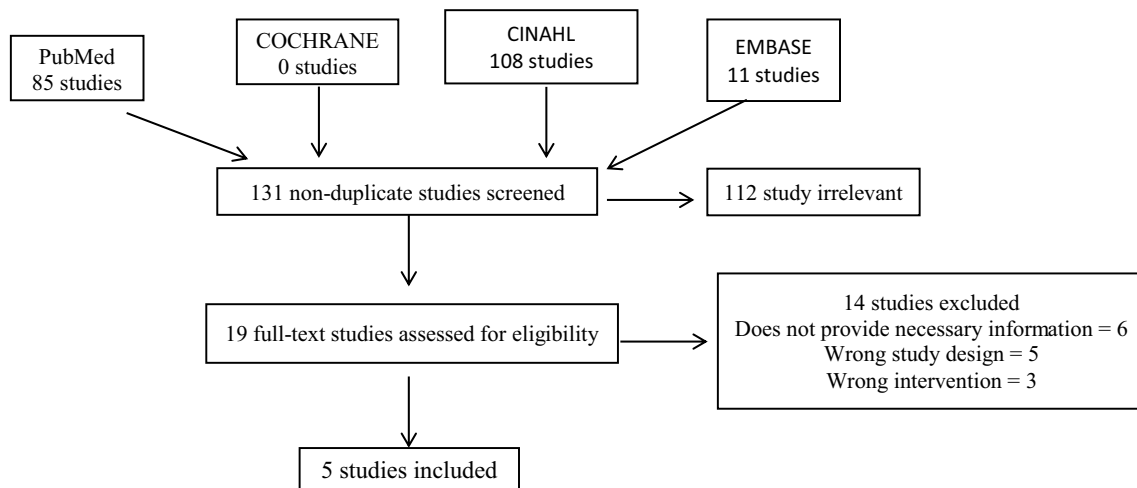 PubMed
85 studies
COCHRANE
0 studies
CINAHL
108 studies
EMBASE
11 studies
131 non-duplicate studies screened
112 study irrelevant
19 full-text studies assessed for eligibility
14 studies excluded
Does not provide necessary information = 6
Wrong study design = 5
Wrong intervention = 3
5 studies included